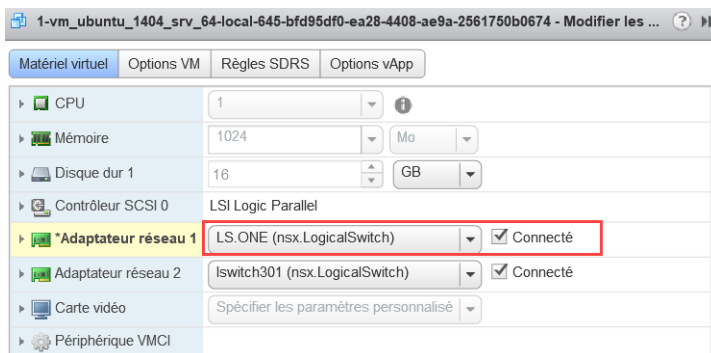 1-vm_ubuntu_1404_srv_64-local-645-bfd95df0-ea28-4408-ae9a-2561750b0674 - Modifier les ... ?
Matériel virtuel Options VM Règles SDRS Options vApp
CPU 1 i
Mémoire 1024 Mo
Disque dur 1 16 GB
Contrôleur SCSI 0 LSI Logic Parallel
*Adaptateur réseau 1 LS.ONE (nsx.LogicalSwitch) Connecté
Adaptateur réseau 2 lswitch301 (nsx.LogicalSwitch) Connecté
Carte vidéo Spécifier les paramètres personnalisé
Périphérique VMCI